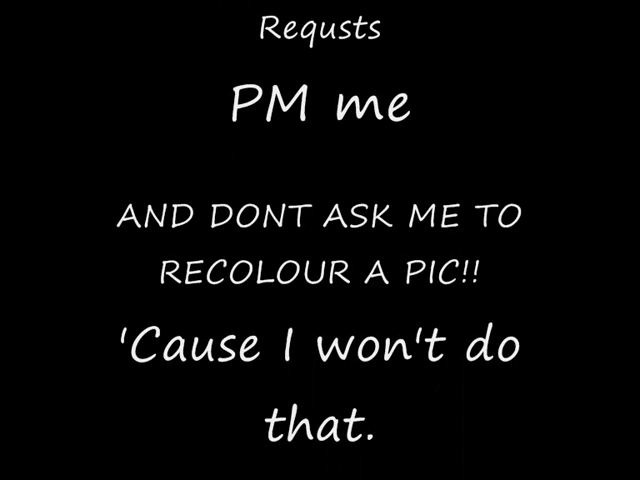 Requsts
PM me
AND DONT ASK ME TO
RECOLOUR A PIC!!
'Cause I won't do
that.